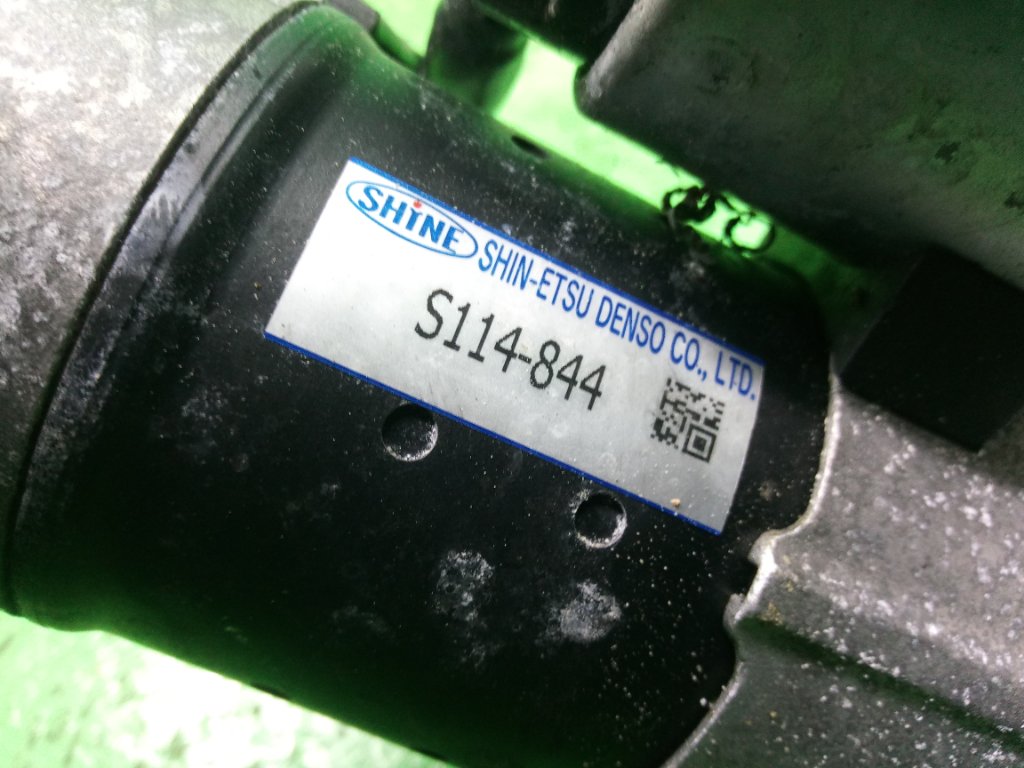 SHiNE
SHIN-ETSU DENSO CO., LTD.
S114-844